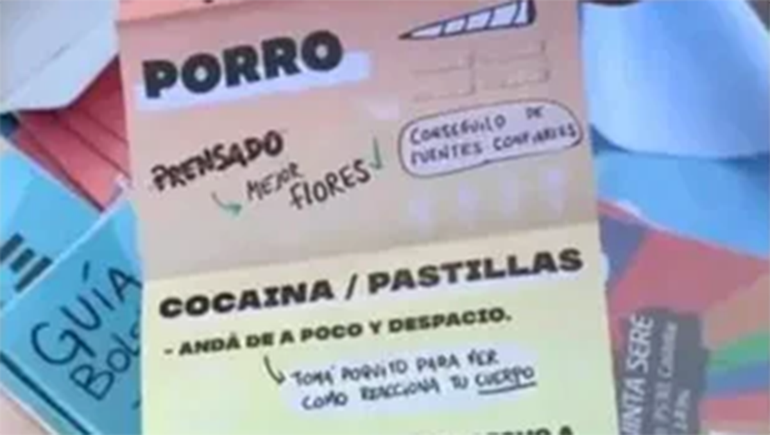 PORRO
PRENSADO
MEJOR
FLORES
CONSEGUILO DE
FUENTES CONFIABLES
COCAINA / PASTILLAS
- ANDÁ DE A POCO Y DESPACIO.
TOMÁ POQUITO PARA VER
COMO REACCIONA TU CUERPO
GUÍA